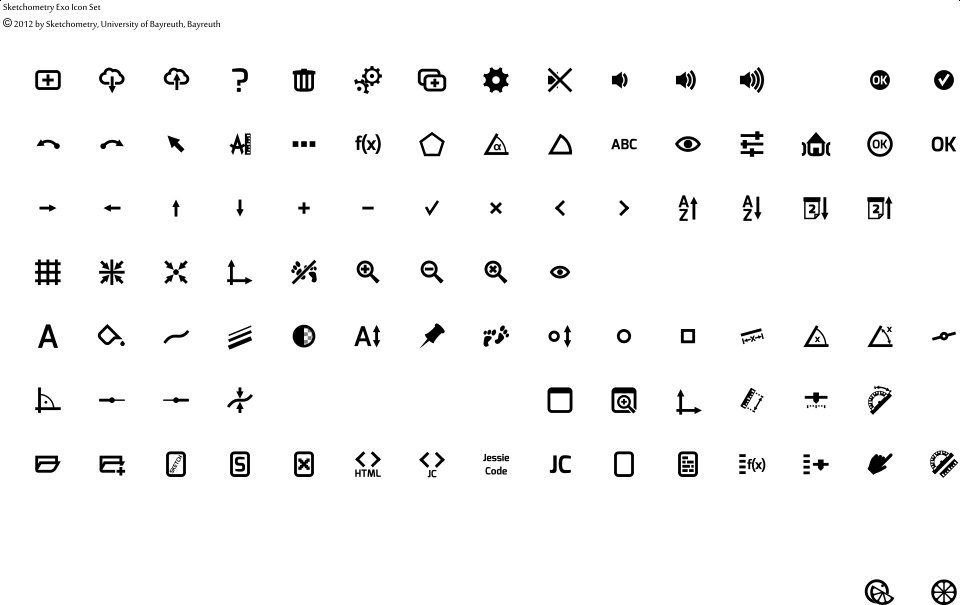 Sketchometry Exo Icon Set
© 2012 by Sketchometry, University of Bayreuth, Bayreuth
?
OK
A
f(x)
α
ABC
OK
OK
A
Z
A
Z
2
2
A
A
x
x
x
SKETCH
S
HTML
JC
Jessie
Code
JC
f(x)